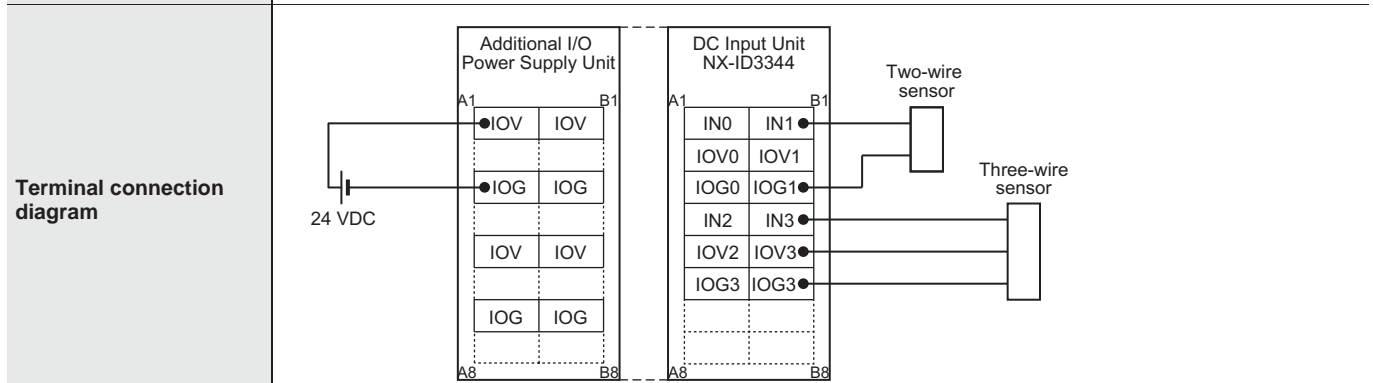 Terminal connection
diagram
Additional I/O
Power Supply Unit
A1 B1
IOV IOV
IOG IOG
IOV IOV
IOG IOG
A8 B8
24 VDC
DC Input Unit
NX-ID3344
A1 B1
IN0 IN1
IOV0 IOV1
IOG0 IOG1
IN2 IN3
IOV2 IOV3
IOG3 IOG3
A8 B8
Two-wire
sensor
Three-wire
sensor